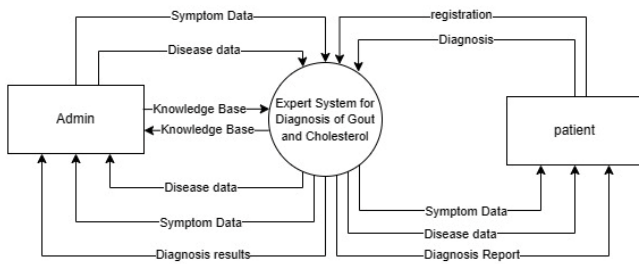 Symptom Data
registration
Disease data
Diagnosis
Admin
Knowledge Base
Knowledge Base
Expert System for
Diagnosis of Gout
and Cholesterol
patient
Disease data
Symptom Data
Symptom Data
Disease data
Diagnosis results
Diagnosis Report